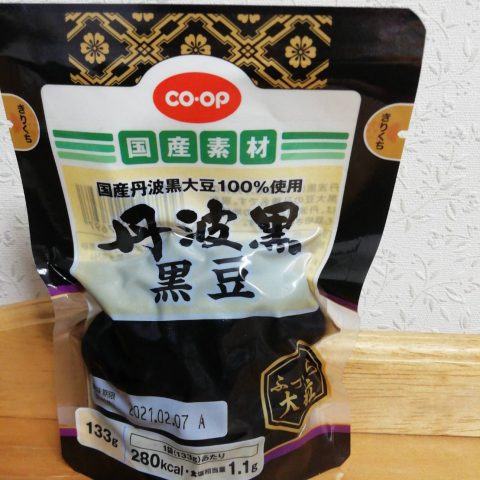 CO·OP
きりくち
きりくち
国産素材
国産丹波黒大豆100%使用
丹波黒
黒豆
ふっくら
大粒
2021.02.07 A
133g
1袋(133g)あたり
280kcal・食塩相当量1.1g